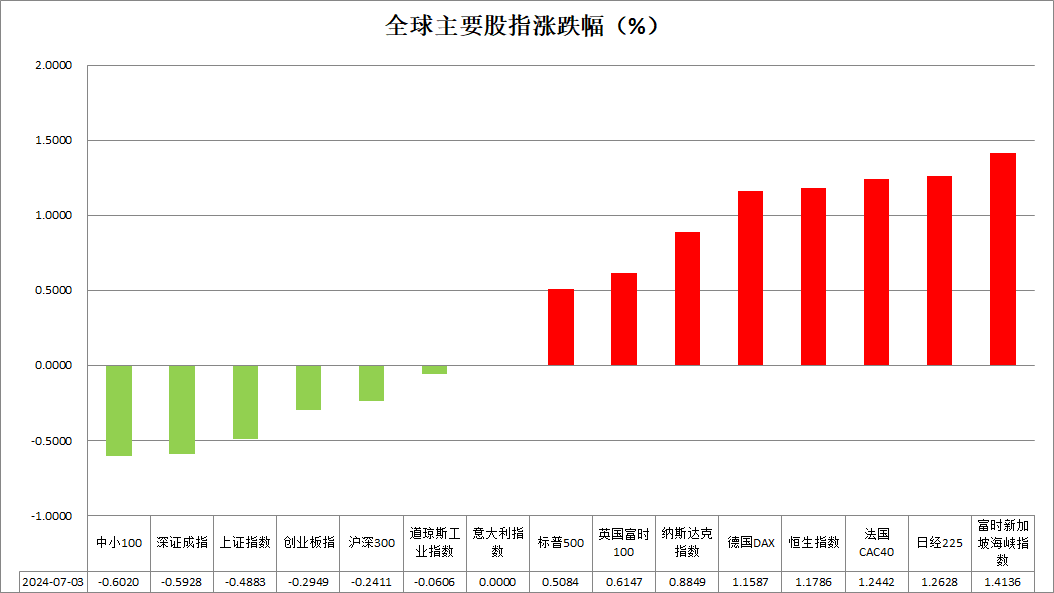 全球主要股指涨跌幅（%）
2.0000
1.5000
1.0000
0.5000
0.0000
-0.5000
-1.0000
中小100
深证成指
上证指数
创业板指
沪深300
道琼斯工
业指数
意大利指
数
标普500
英国富时
100
纳斯达克
指数
德国DAX
恒生指数
法国
CAC40
日经225
富时新加
坡海峡指
数
2024-07-03 -0.6020 -0.5928 -0.4883 -0.2949 -0.2411 -0.0606 0.0000 0.5084 0.6147 0.8849 1.1587 1.1786 1.2442 1.2628 1.4136